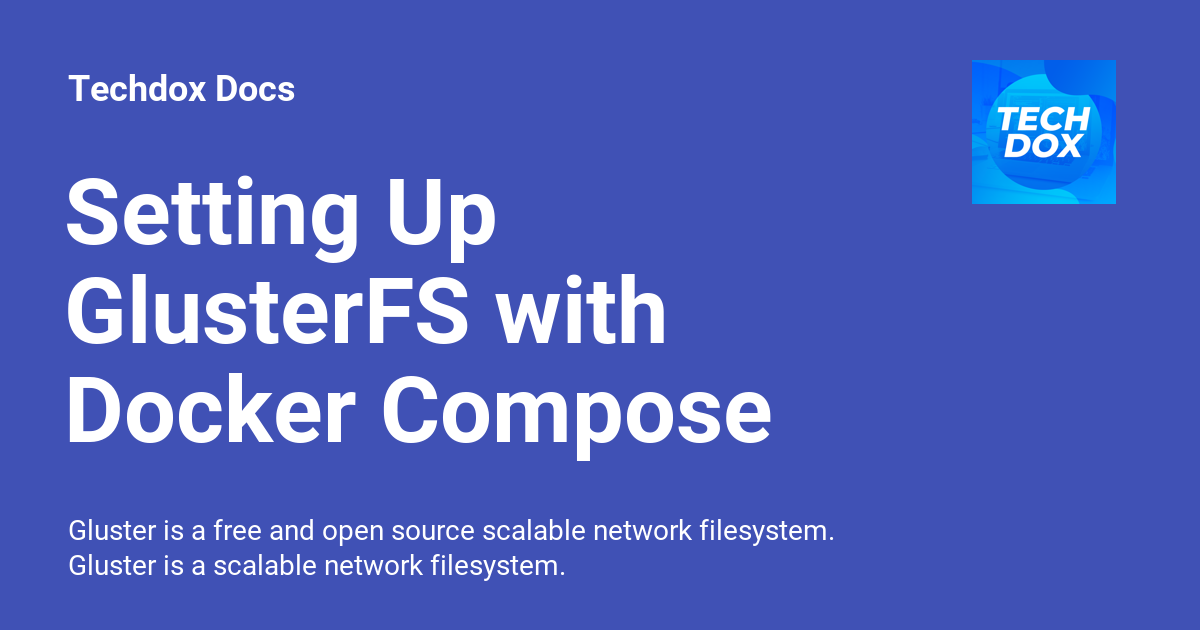 Techdox Docs
TECH
DOX
Setting Up
GlusterFS with
Docker Compose
Gluster is a free and open source scalable network filesystem.
Gluster is a scalable network filesystem.